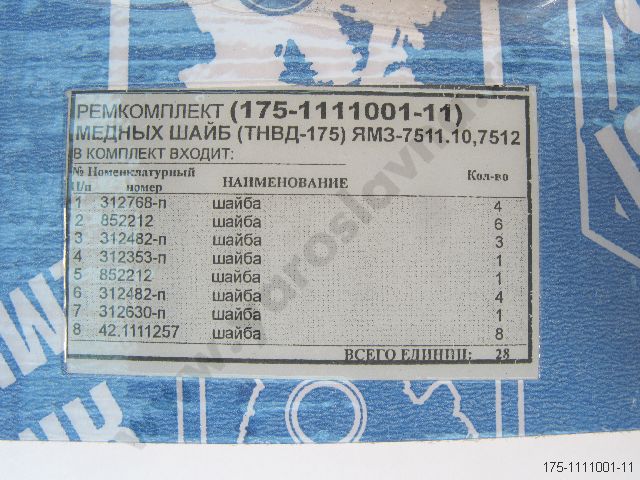 РЕМКОМПЛЕКТ (175-1111001-11)
МЕДНЫХ ШАЙБ (ТНВД-175) ЯМЗ-7511.10,7512
В КОМПЛЕКТ ВХОДИТ:
№ Номенклатурный НАИМЕНОВАНИЕ Кол-во
П/п номер
1 312768-п шайба 4
2 852212 шайба 6
3 312482-п шайба 3
4 312353-п шайба 1
5 852212 шайба 1
6 312482-п шайба 4
7 312630-п шайба 1
8 42.1111257 шайба 8
ВСЕГО ЕДИНИЦ: 28
175-1111001-11